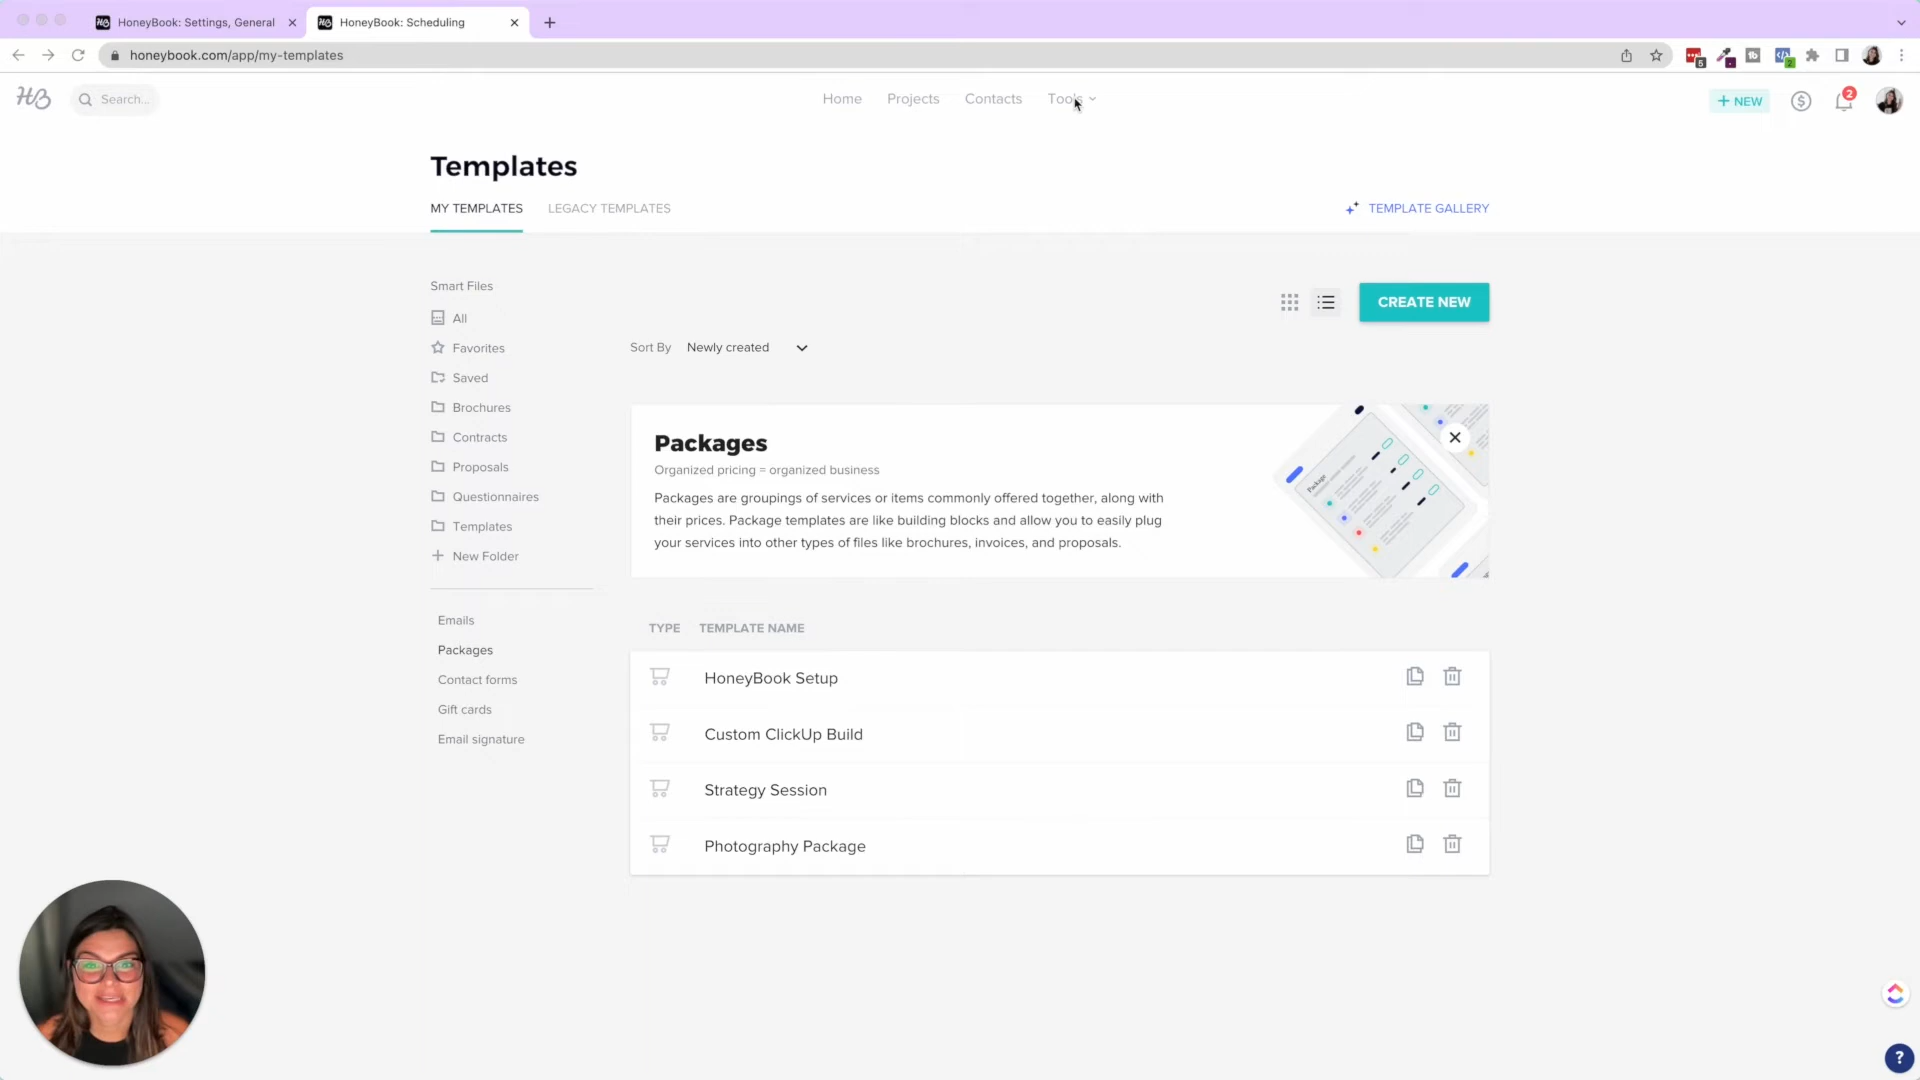 HoneyBook: Settings, General
HoneyBook: Scheduling
honeybook.com/app/my-templates
5
2
HB
Search...
Home
Projects
Contacts
Tools
+ NEW
$
2
Templates
MY TEMPLATES
LEGACY TEMPLATES
TEMPLATE GALLERY
Smart Files
All
Favorites
Saved
Brochures
Contracts
Proposals
Questionnaires
Templates
New Folder
Emails
Packages
Contact forms
Gift cards
Email signature
CREATE NEW
Sort By Newly created
Packages
Organized pricing = organized business
Packages are groupings of services or items commonly offered together, along with
their prices. Package templates are like building blocks and allow you to easily plug
your services into other types of files like brochures, invoices, and proposals.
Package
TYPE TEMPLATE NAME
HoneyBook Setup
Custom ClickUp Build
Strategy Session
Photography Package
?